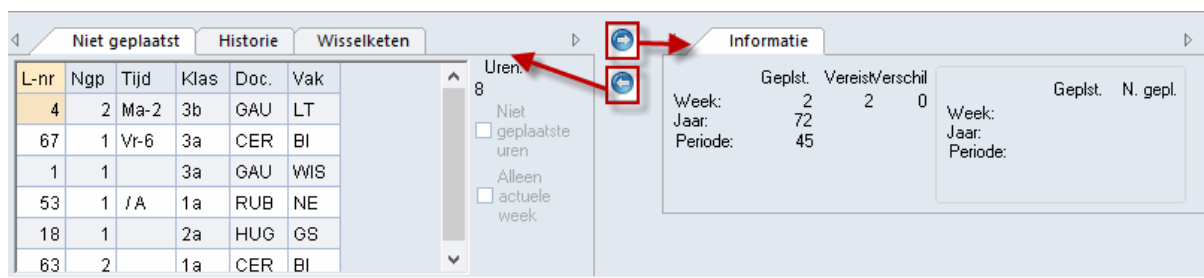 Niet geplaatst Historie Wisselketen
L-nr Ngp Tijd Klas Doc. Vak
4 2 Ma-2 3b GAU LT
67 1 Vr-6 3a CER BI
1 1 3a GAU WIS
53 1 / A 1a RUB NE
18 1 2a HUG GS
63 2 1a CER BI
Uren:
8
Niet
geplaatste
uren
Alleen
actuele
week
Informatie
Geplst. Vereist Verschil
Week: 2 2 0
Jaar: 72
Periode: 45
Geplst. N. gepl.
Week:
Jaar:
Periode: